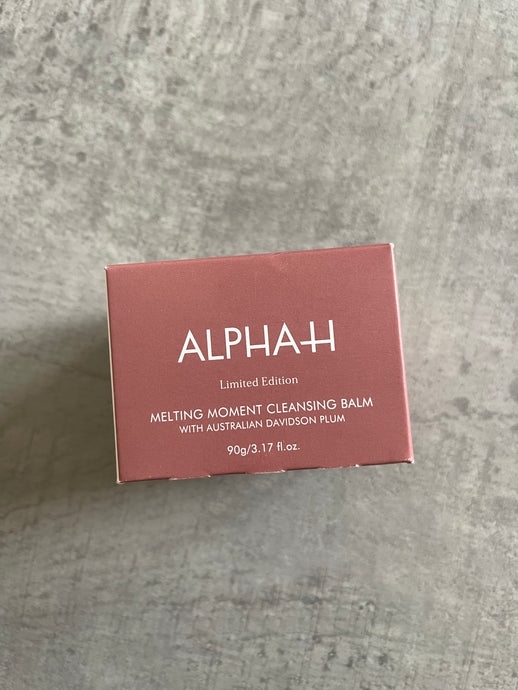 ALPHA-H
Limited Edition
MELTING MOMENT CLEANSING BALM
WITH AUSTRALIAN DAVIDSON PLUM
90g/3.17 fl.oz.